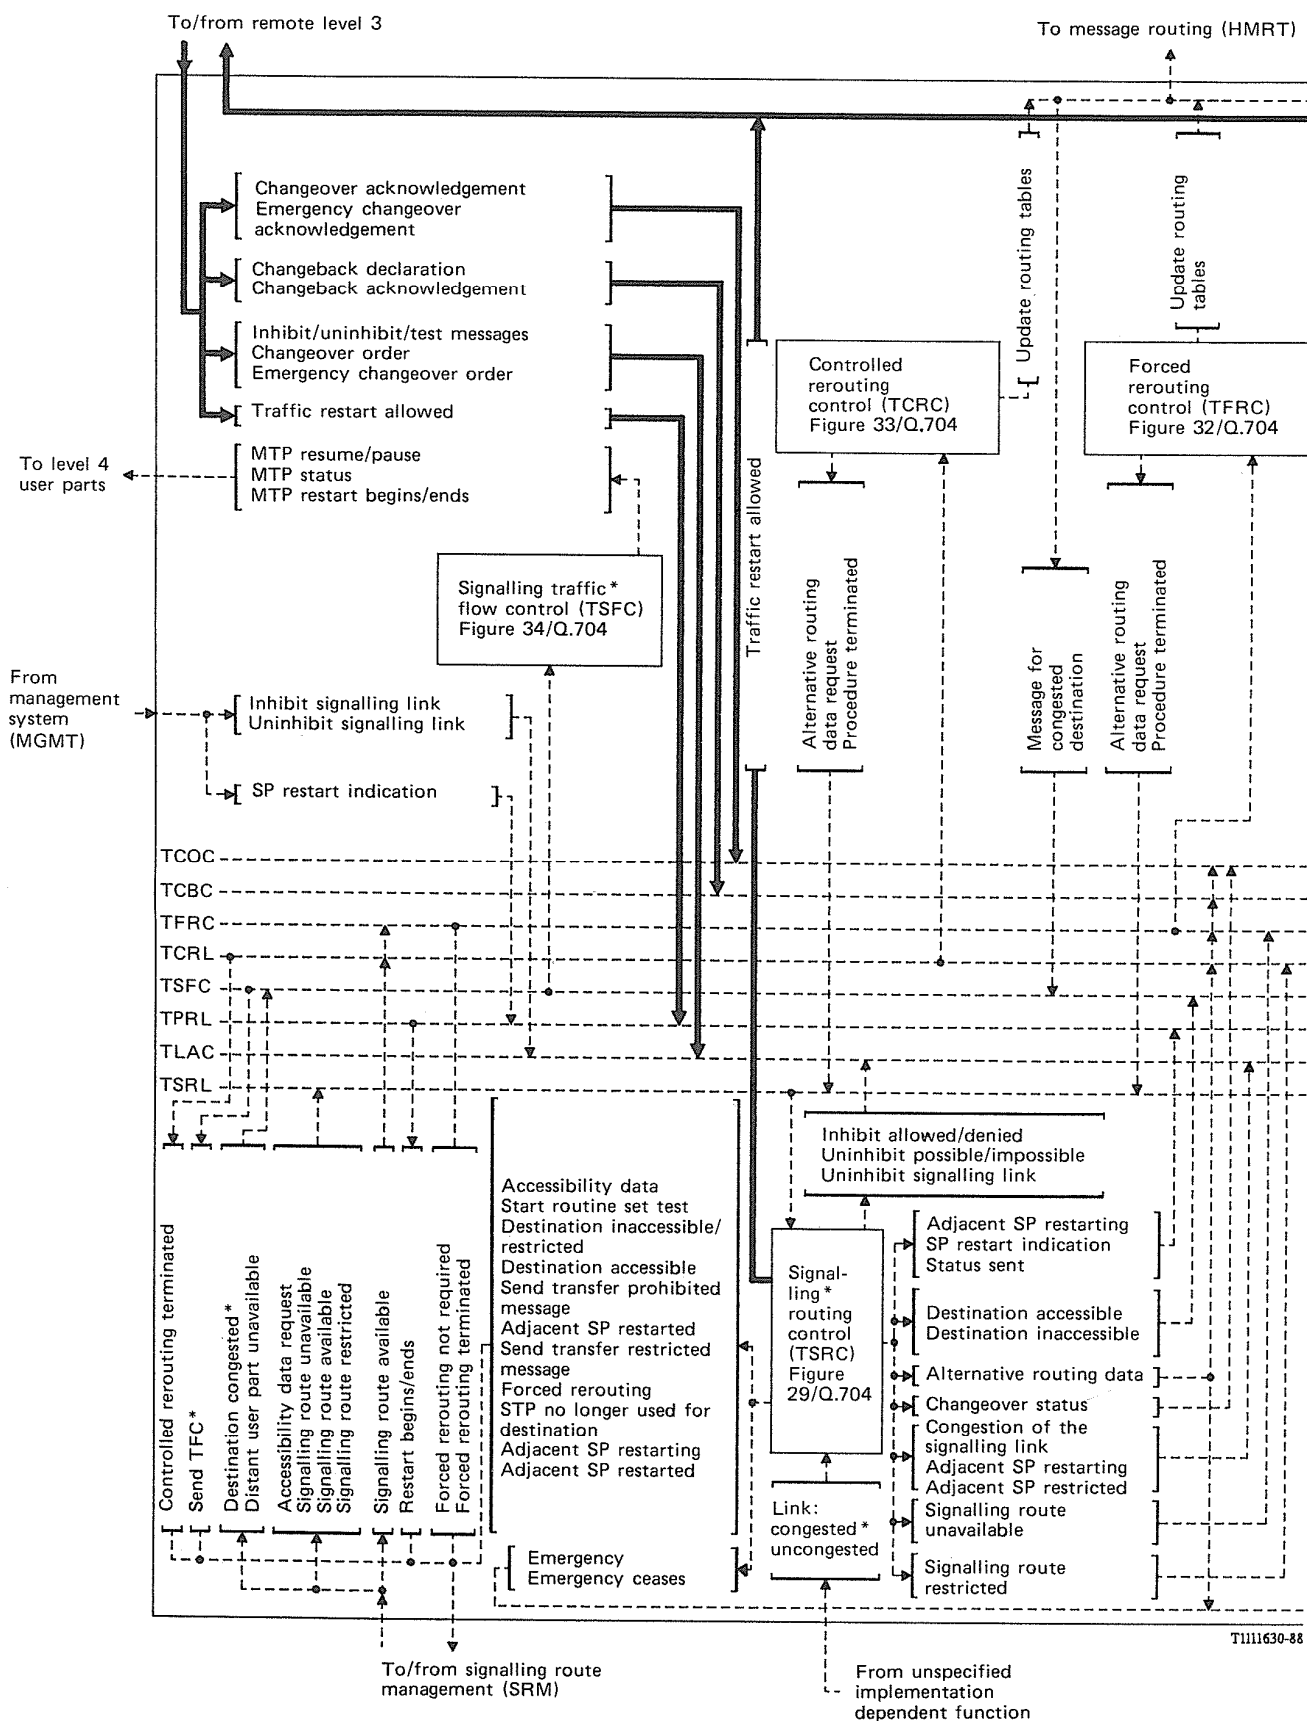 To/from remote level 3
To message routing (HMRT)
Changeover acknowledgement
Emergency changeover
acknowledgement
Changeback declaration
Changeback acknowledgement
Inhibit/uninhibit/test messages
Changeover order
Emergency changeover order
Traffic restart allowed
To level 4
user parts
MTP resume/pause
MTP status
MTP restart begins/ends
Signalling traffic*
flow control (TSFC)
Figure 34/Q.704
Traffic restart allowed
Controlled
rerouting
control (TCRC)
Figure 33/Q.704
Update routing tables
Forced
rerouting
control (TFRC)
Figure 32/Q.704
Update routing
tables
Alternative routing
data request
Procedure terminated
Message for
congested
destination
Alternative routing
data request
Procedure terminated
From
management
system
(MGMT)
Inhibit signalling link
Uninhibit signalling link
SP restart indication
TCOC
TCBC
TFRC
TCRL
TSFC
TPRL
TLAC
TSRL
Controlled rerouting terminated
Send TFC*
Destination congested*
Distant user part unavailable
Accessibility data request
Signalling route unavailable
Signalling route available
Signalling route restricted
Signalling route available
Restart begins/ends
Forced rerouting not required
Forced rerouting terminated
Accessibility data
Start routine set test
Destination inaccessible/
restricted
Destination accessible
Send transfer prohibited
message
Adjacent SP restarted
Send transfer restricted
message
Forced rerouting
STP no longer used for
destination
Adjacent SP restarting
Adjacent SP restarted
Emergency
Emergency ceases
Inhibit allowed/denied
Uninhibit possible/impossible
Uninhibit signalling link
Signal-
ling*
routing
control
(TSRC)
Figure
29/Q.704
Link:
congested*
uncongested
Adjacent SP restarting
SP restart indication
Status sent
Destination accessible
Destination inaccessible
Alternative routing data
Changeover status
Congestion of the
signalling link
Adjacent SP restarting
Adjacent SP restricted
Signalling route
unavailable
Signalling route
restricted
T1111630-88
To/from signalling route
management (SRM)
From unspecified
implementation
dependent function